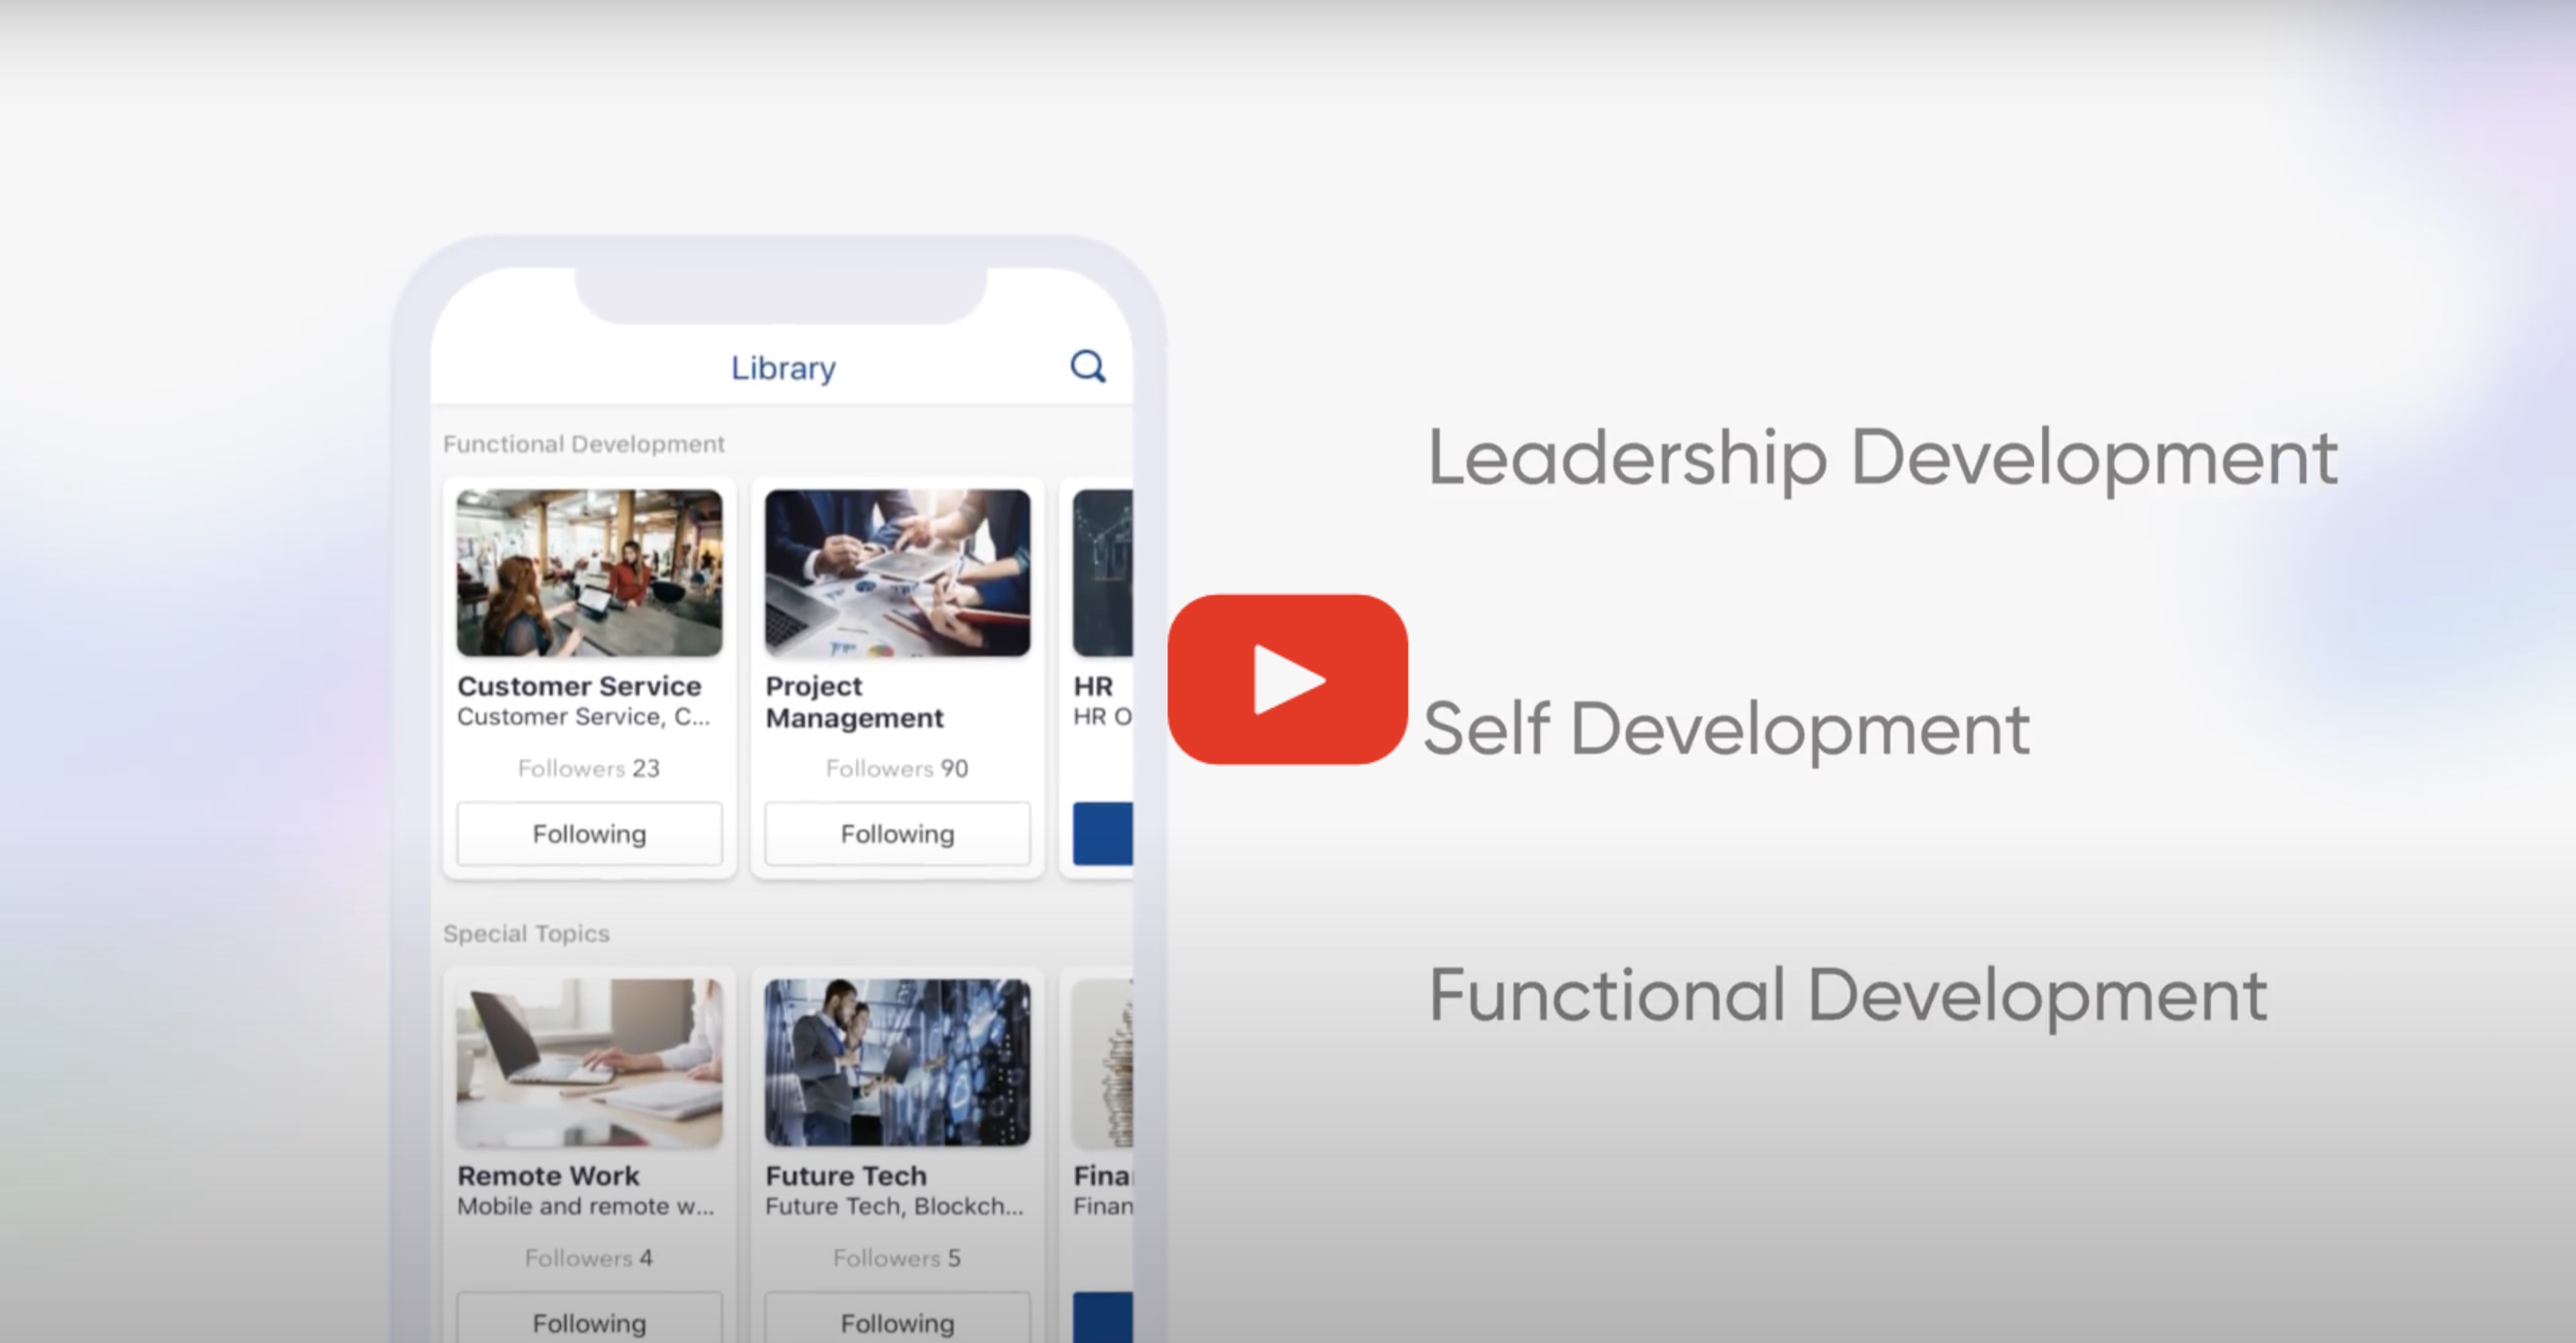 Library
Functional Development
Customer Service
Customer Service, C...
Followers 23
Following
Project
Management
Followers 90
Following
HR
HR O
Special Topics
Remote Work
Mobile and remote w...
Followers 4
Following
Future Tech
Future Tech, Blockch...
Followers 5
Following
Fina
Finan
Leadership Development
Self Development
Functional Development